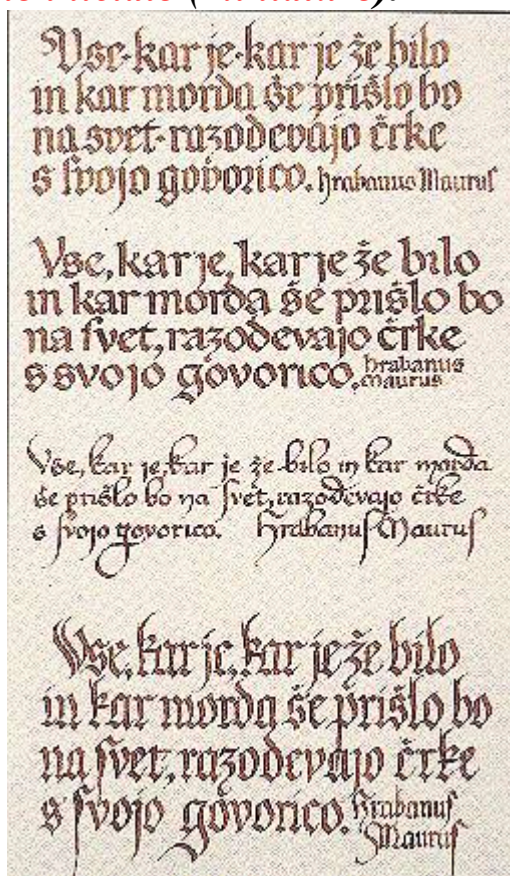 Vse·kar je·kar je že bilo
in kar morda še prišlo bo
na svet·razodevajo črke
s svojo govorico. Hrabanus Maurus
Vse, kar je, kar je že bilo
in kar morda še prišlo bo
na svet, razodevajo črke
s svojo govorico. Hrabanus
Maurus
Vse, kar je, kar je že bilo in kar morda
še prišlo bo na svet, razodevajo črke
s svojo govorico. Hrabanus Maurus
Vse, kar je, kar je že bilo
in kar morda še prišlo bo
na svet, razodevajo črke
s svojo govorico. Hrabanus
Maurus